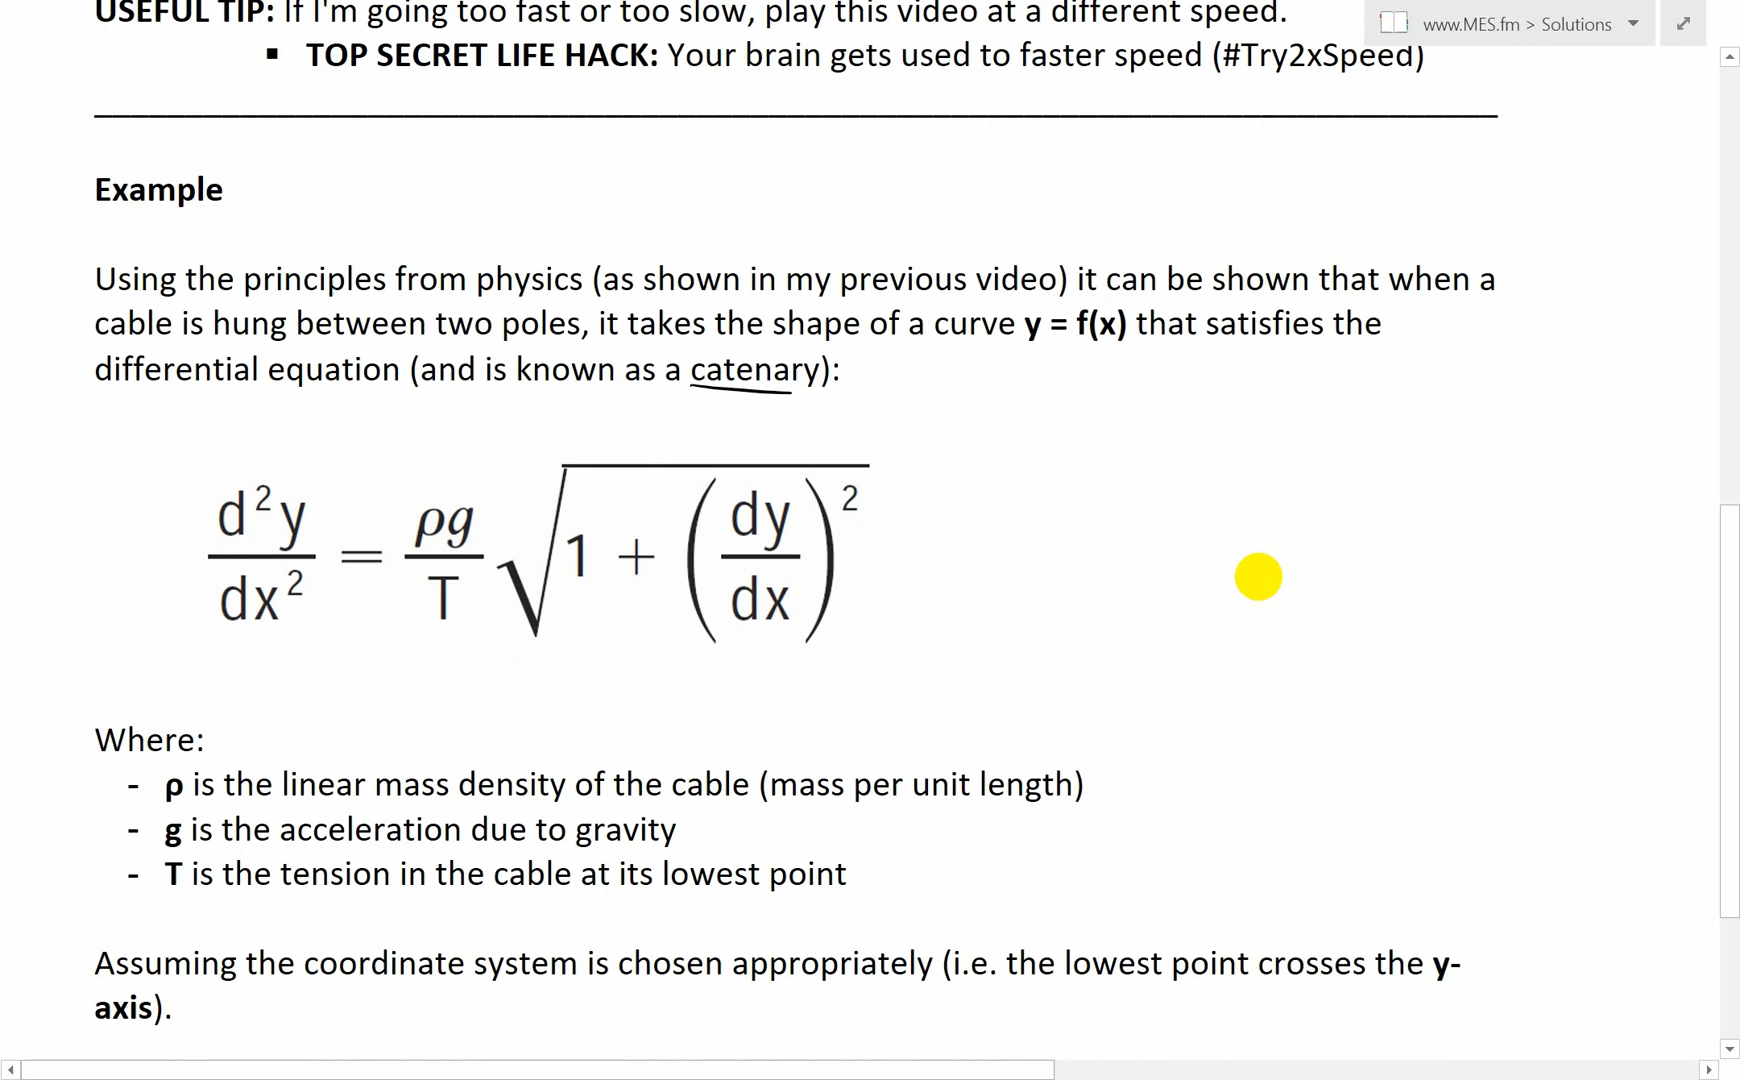 USEFUL TIP: If I'm going too fast or too slow, play this video at a different speed.
www.MES.fm > Solutions
▪ TOP SECRET LIFE HACK: Your brain gets used to faster speed (#Try2xSpeed)
Example
Using the principles from physics (as shown in my previous video) it can be shown that when a
cable is hung between two poles, it takes the shape of a curve y = f(x) that satisfies the
differential equation (and is known as a catenary):
d²y/dx² = ρg/T √(1 + (dy/dx)²)
Where:
- ρ is the linear mass density of the cable (mass per unit length)
- g is the acceleration due to gravity
- T is the tension in the cable at its lowest point
Assuming the coordinate system is chosen appropriately (i.e. the lowest point crosses the y-
axis).